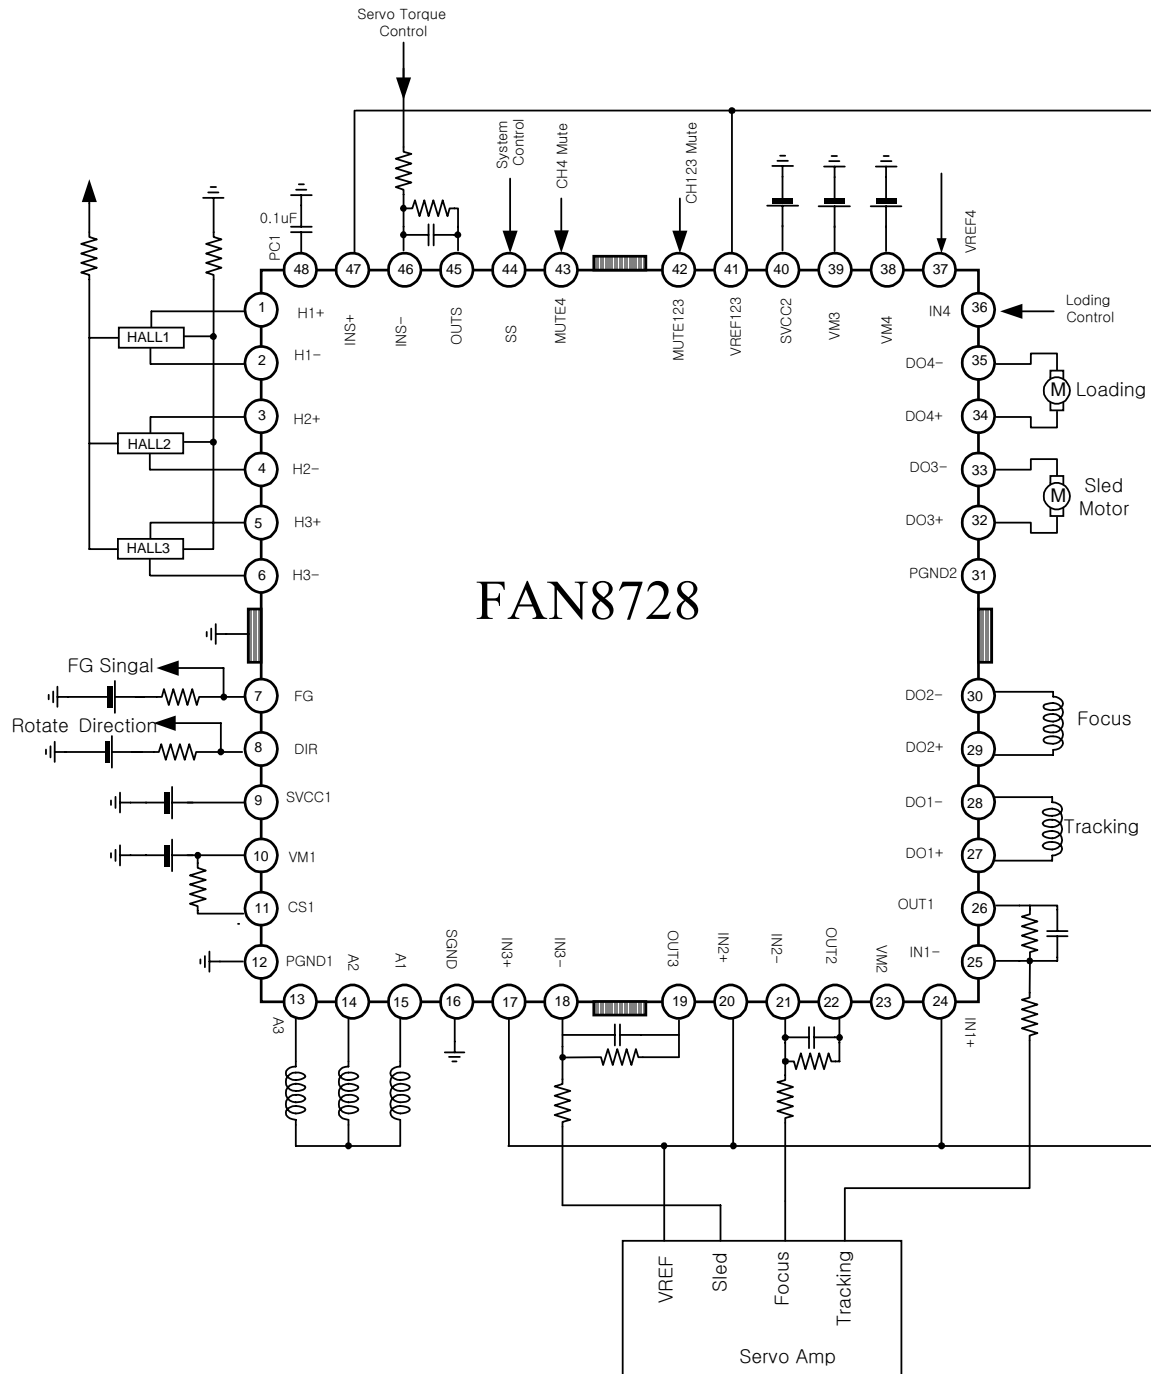 Servo Torque
Control
System
Control
CH4 Mute
CH123 Mute
0.1uF
PC1
VREF4
48
47
46
45
44
43
42
41
40
39
38
37
INS+
INS-
OUTS
SS
MUTE4
MUTE123
VREF123
SVCC2
VM3
VM4
1
H1+
HALL1
2
H1-
3
H2+
HALL2
4
H2-
5
H3+
HALL3
6
H3-
IN4
36
Loding
Control
DO4-
35
M
Loading
DO4+
34
DO3-
33
M
Sled
Motor
DO3+
32
PGND2
31
FAN8728
FG Singal
7
FG
Rotate Direction
8
DIR
9
SVCC1
10
VM1
11
CS1
12
PGND1
DO2-
30
Focus
DO2+
29
DO1-
28
Tracking
DO1+
27
OUT1
26
IN1-
25
A2
A1
SGND
IN3+
IN3-
OUT3
IN2+
IN2-
OUT2
VM2
13
14
15
16
17
18
19
20
21
22
23
24
A3
IN1+
VREF
Sled
Focus
Tracking
Servo Amp